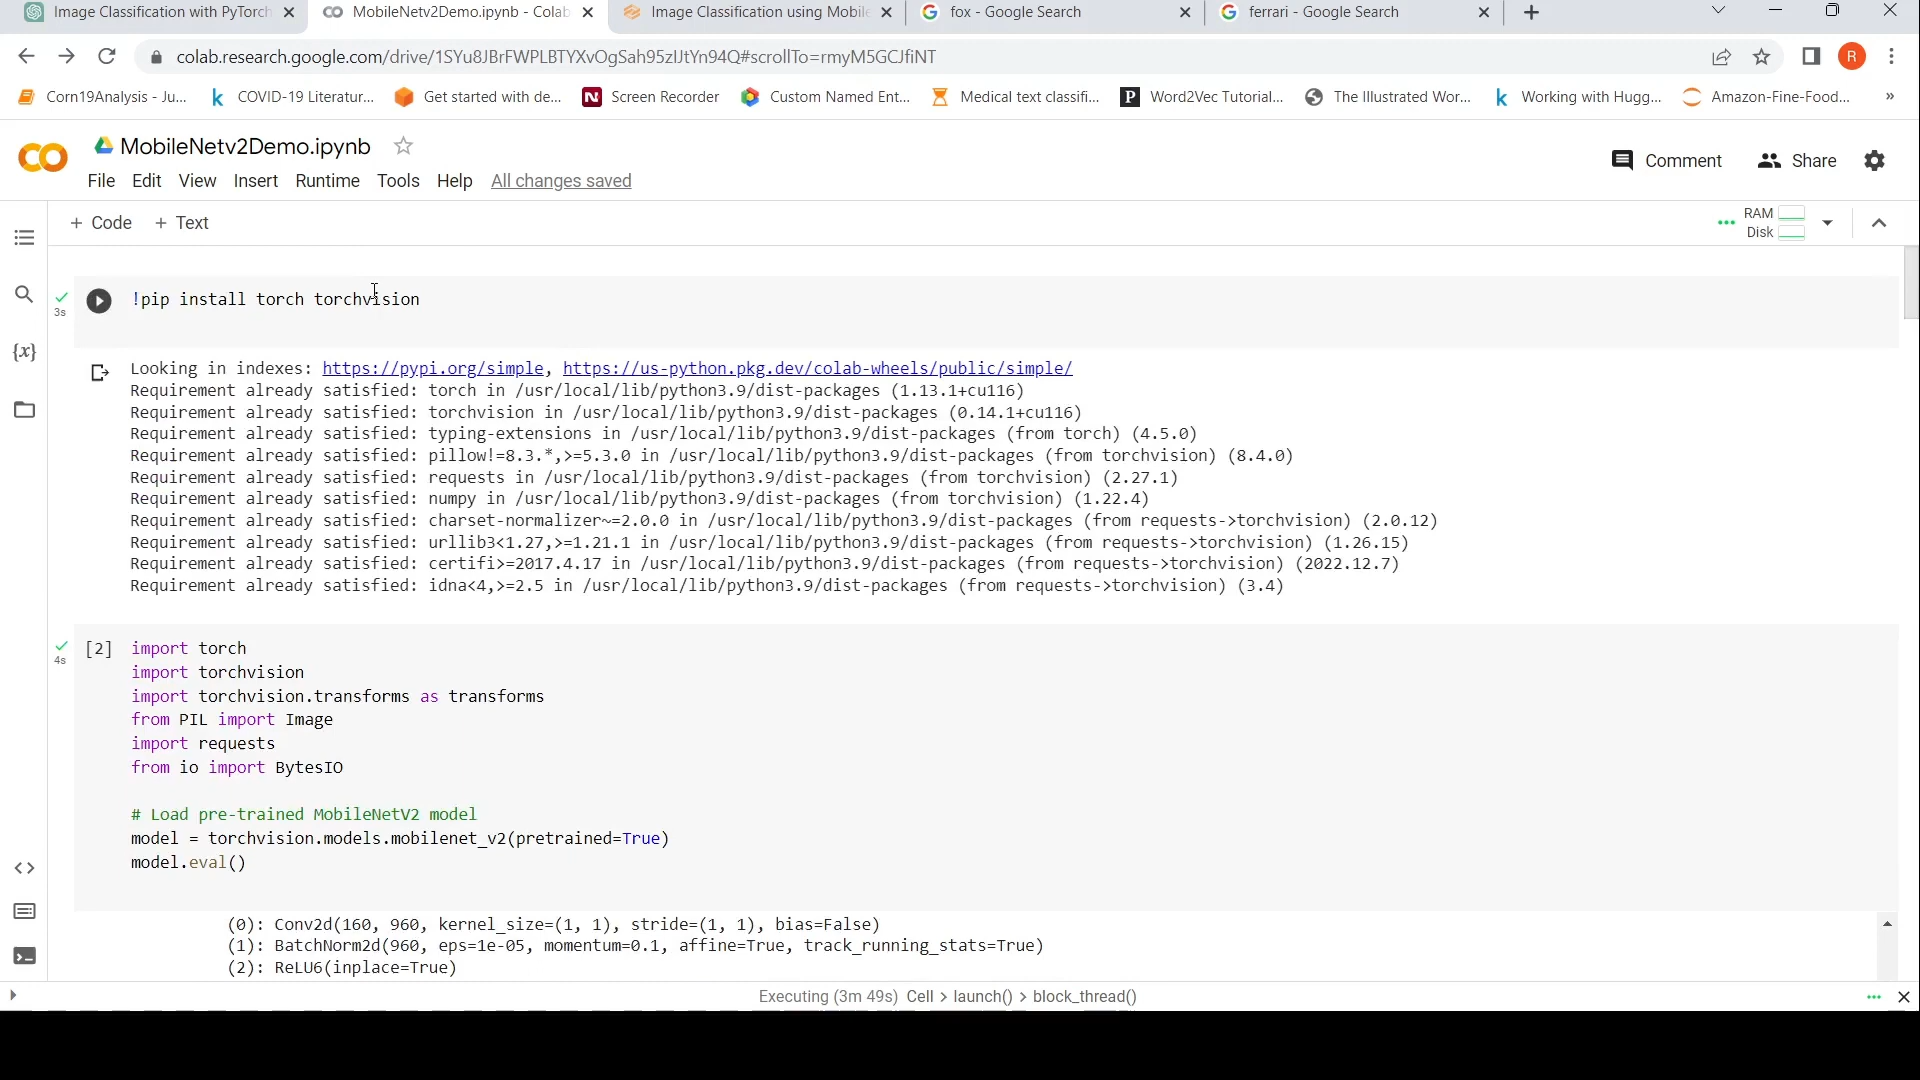 Image Classification with PyTorch
MobileNetv2Demo.ipynb - Colab
Image Classification using Mobile
fox - Google Search
ferrari - Google Search
colab.research.google.com/drive/1SYu8JBrFWPLBTYXvOgSah95zIJtYn94Q#scrollTo=rmyM5GCJfiNT
R
Corn19Analysis - Ju...
COVID-19 Literatur...
Get started with de...
Screen Recorder
Custom Named Ent...
Medical text classifi...
Word2Vec Tutorial...
The Illustrated Wor...
Working with Hugg...
Amazon-Fine-Food...
»
MobileNetv2Demo.ipynb
Comment
Share
File Edit View Insert Runtime Tools Help All changes saved
+ Code + Text
RAM
Disk
3s
!pip install torch torchvision
Looking in indexes: https://pypi.org/simple, https://us-python.pkg.dev/colab-wheels/public/simple/
Requirement already satisfied: torch in /usr/local/lib/python3.9/dist-packages (1.13.1+cu116)
Requirement already satisfied: torchvision in /usr/local/lib/python3.9/dist-packages (0.14.1+cu116)
Requirement already satisfied: typing-extensions in /usr/local/lib/python3.9/dist-packages (from torch) (4.5.0)
Requirement already satisfied: pillow!=8.3.*,>=5.3.0 in /usr/local/lib/python3.9/dist-packages (from torchvision) (8.4.0)
Requirement already satisfied: requests in /usr/local/lib/python3.9/dist-packages (from torchvision) (2.27.1)
Requirement already satisfied: numpy in /usr/local/lib/python3.9/dist-packages (from torchvision) (1.22.4)
Requirement already satisfied: charset-normalizer~=2.0.0 in /usr/local/lib/python3.9/dist-packages (from requests->torchvision) (2.0.12)
Requirement already satisfied: urllib3<1.27,>=1.21.1 in /usr/local/lib/python3.9/dist-packages (from requests->torchvision) (1.26.15)
Requirement already satisfied: certifi>=2017.4.17 in /usr/local/lib/python3.9/dist-packages (from requests->torchvision) (2022.12.7)
Requirement already satisfied: idna<4,>=2.5 in /usr/local/lib/python3.9/dist-packages (from requests->torchvision) (3.4)
4s
[2] import torch
import torchvision
import torchvision.transforms as transforms
from PIL import Image
import requests
from io import BytesIO
# Load pre-trained MobileNetV2 model
model = torchvision.models.mobilenet_v2(pretrained=True)
model.eval()
(0): Conv2d(160, 960, kernel_size=(1, 1), stride=(1, 1), bias=False)
(1): BatchNorm2d(960, eps=1e-05, momentum=0.1, affine=True, track_running_stats=True)
(2): ReLU6(inplace=True)
Executing (3m 49s) Cell > launch() > block_thread()